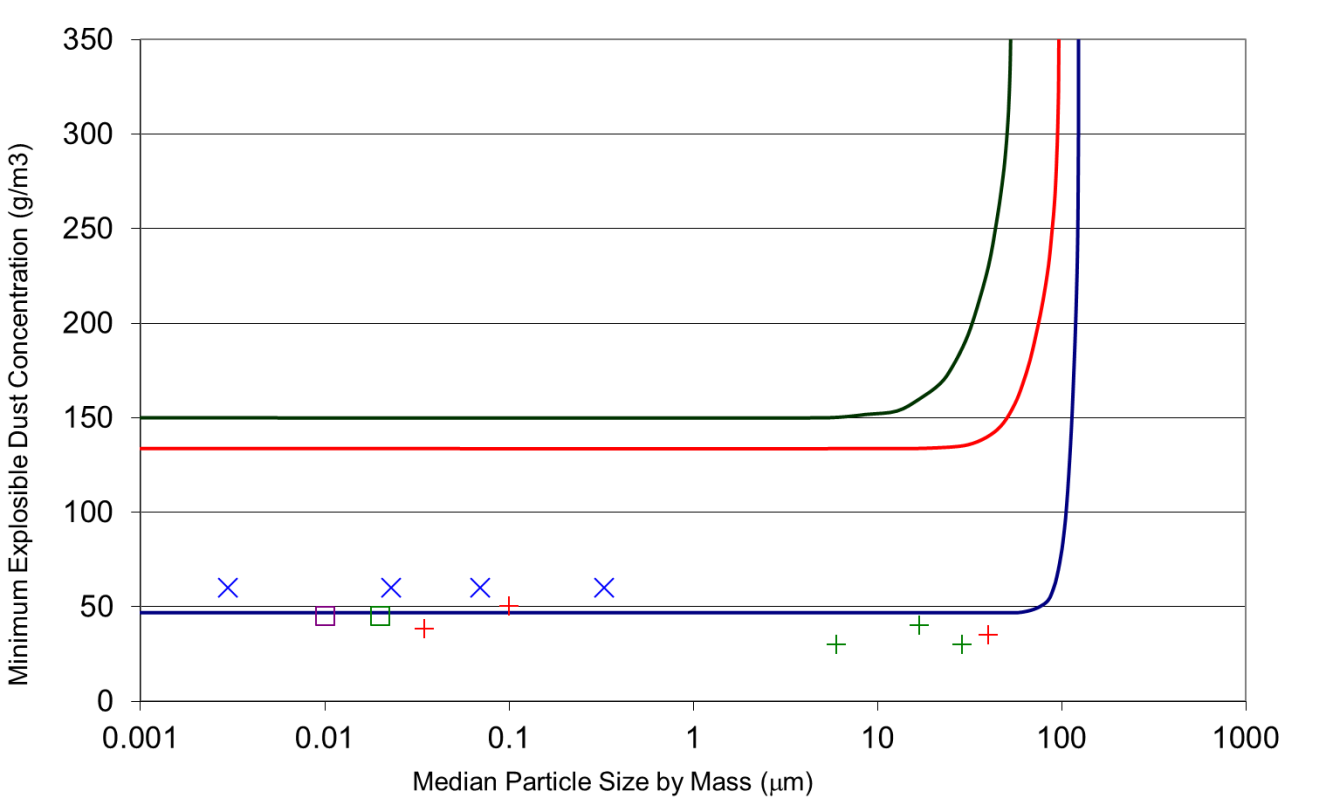 350
300
250
200
150
100
50
0
0.001 0.01 0.1 1 10 100 1000
Minimum Explosible Dust Concentration (g/m3)
Median Particle Size by Mass (μm)